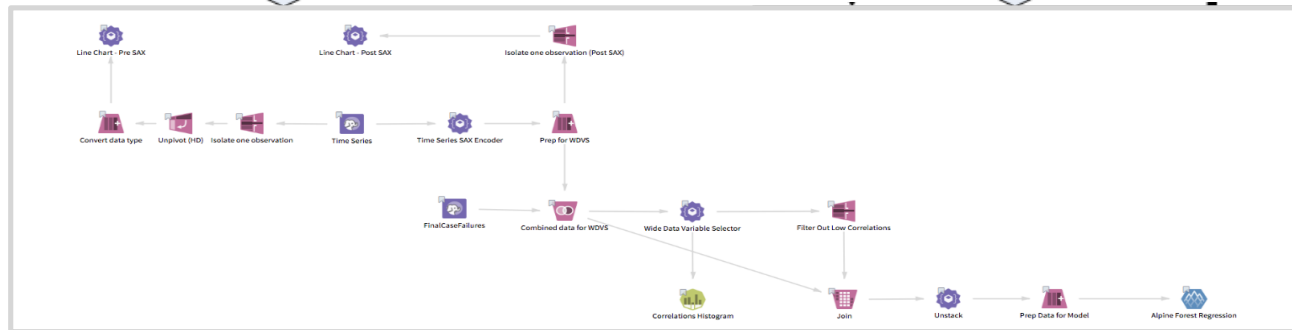 Line Chart - Pre SAX
Line Chart - Post SAX
Isolate one observation (Post SAX)
Convert data type
Unpivot (HD)
Isolate one observation
Time Series
Time Series SAX Encoder
Prep for WDVS
FinalCaseFailures
Combined data for WDVS
Wide Data Variable Selector
Filter Out Low Correlations
Correlations Histogram
Join
Unstack
Prep Data for Model
Alpine Forest Regression